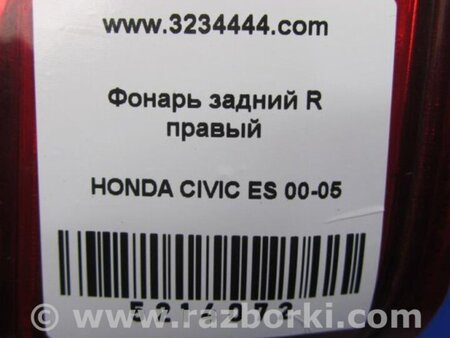 www.3234444.com
Фонарь задний R
правый
HONDA CIVIC ES 00-05
© www.razborki.com